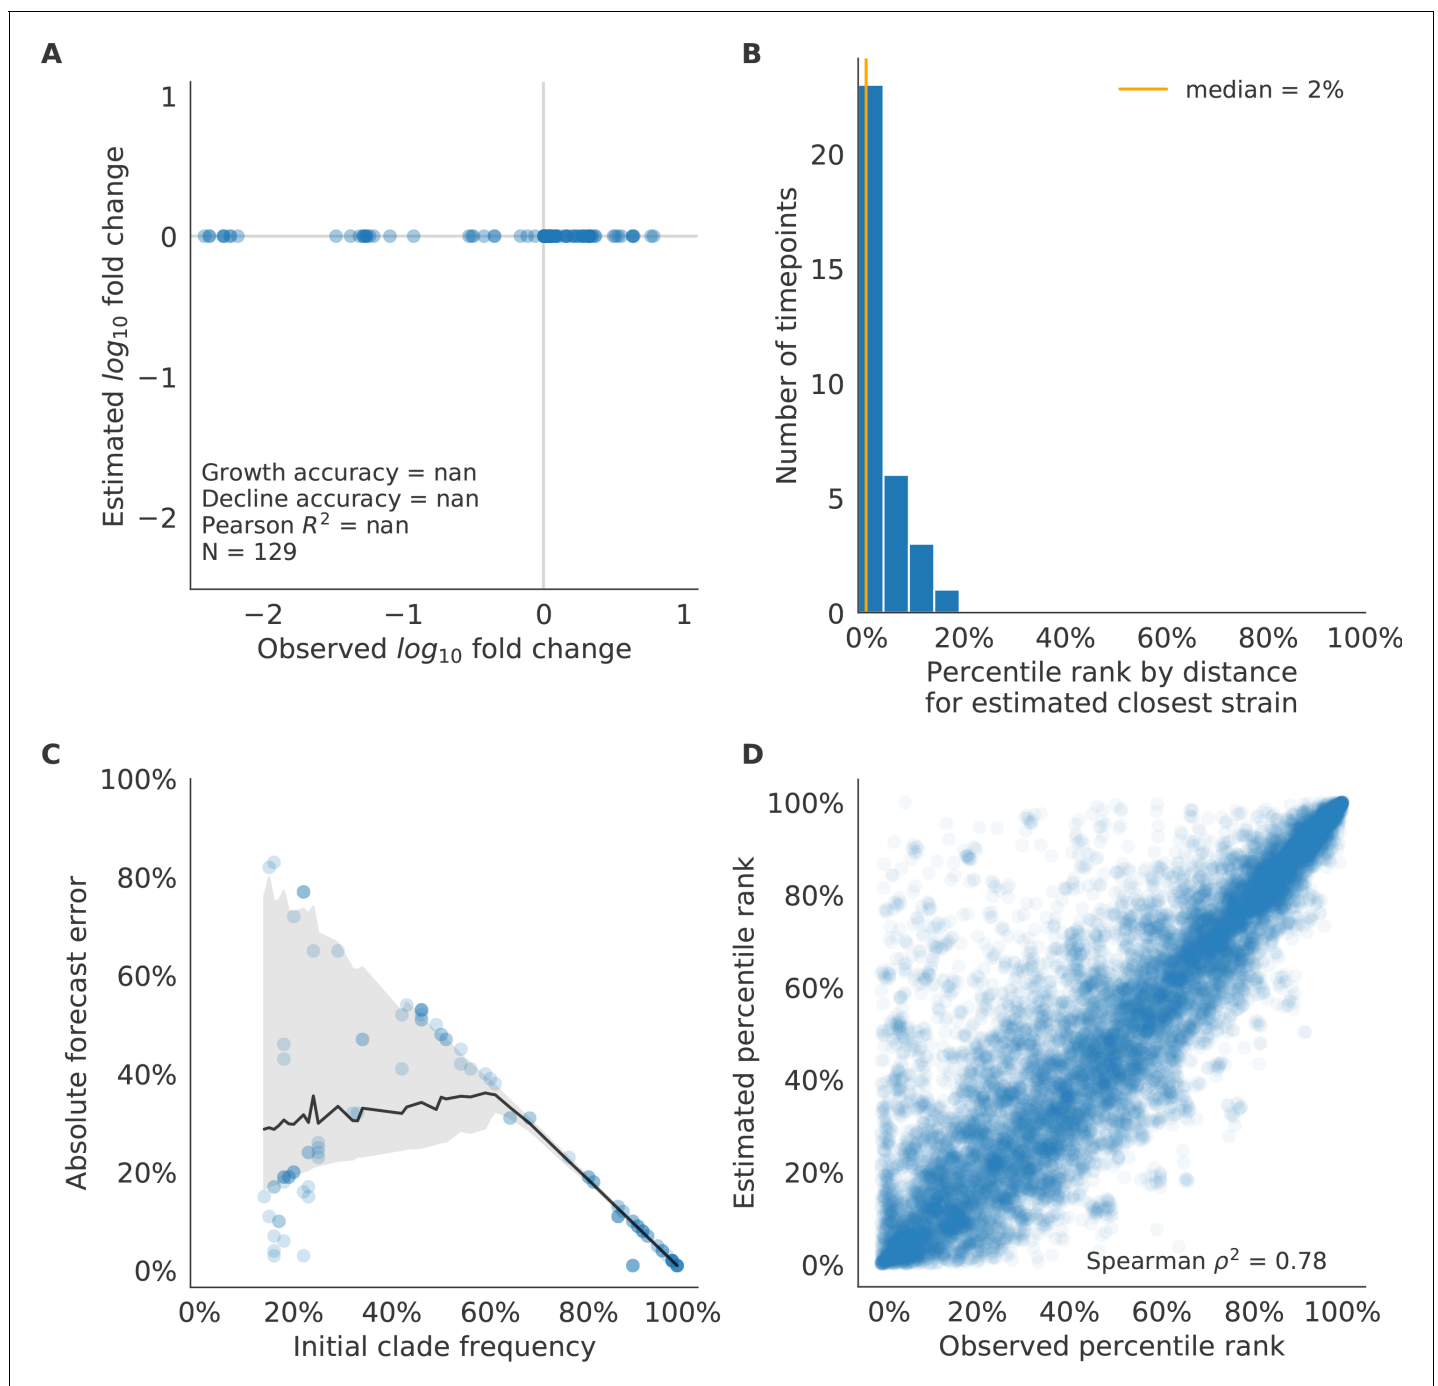 A
1
0
−1
−2
Estimated log10 fold change
Growth accuracy = nan
Decline accuracy = nan
Pearson R² = nan
N = 129
−2 −1 0 1
Observed log10 fold change
B
median = 2%
20
15
10
5
0
Number of timepoints
0% 20% 40% 60% 80% 100%
Percentile rank by distance
for estimated closest strain
C
100%
80%
60%
40%
20%
0%
Absolute forecast error
0% 20% 40% 60% 80% 100%
Initial clade frequency
D
100%
80%
60%
40%
20%
0%
Estimated percentile rank
Spearman ρ² = 0.78
0% 20% 40% 60% 80% 100%
Observed percentile rank